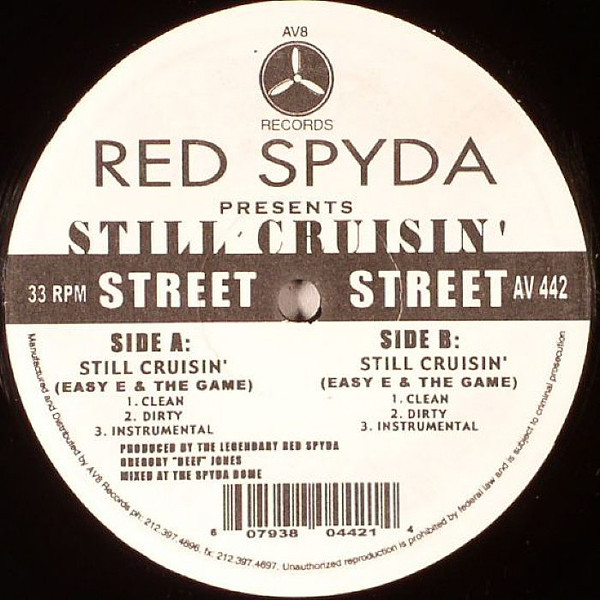 AV8
RECORDS
RED SPYDA
PRESENTS
STILL CRUISIN'
33 RPM STREET STREET AV 442
SIDE A:
STILL CRUISIN'
(EASY E & THE GAME)
1. CLEAN
2. DIRTY
3. INSTRUMENTAL
SIDE B:
STILL CRUISIN'
(EASY E & THE GAME)
1. CLEAN
2. DIRTY
3. INSTRUMENTAL
PRODUCED BY THE LEGENDARY RED SPYDA
GREGORY "BEEF" JONES
MIXED AT THE SPYDA DOME
6 07938 04421 4
Manufactured and Distributed by AV8 Records ph: 212.397.4696, fx: 212.397.4697. Unauthorized reproduction is prohibited by federal law and is subject to criminal prosecution